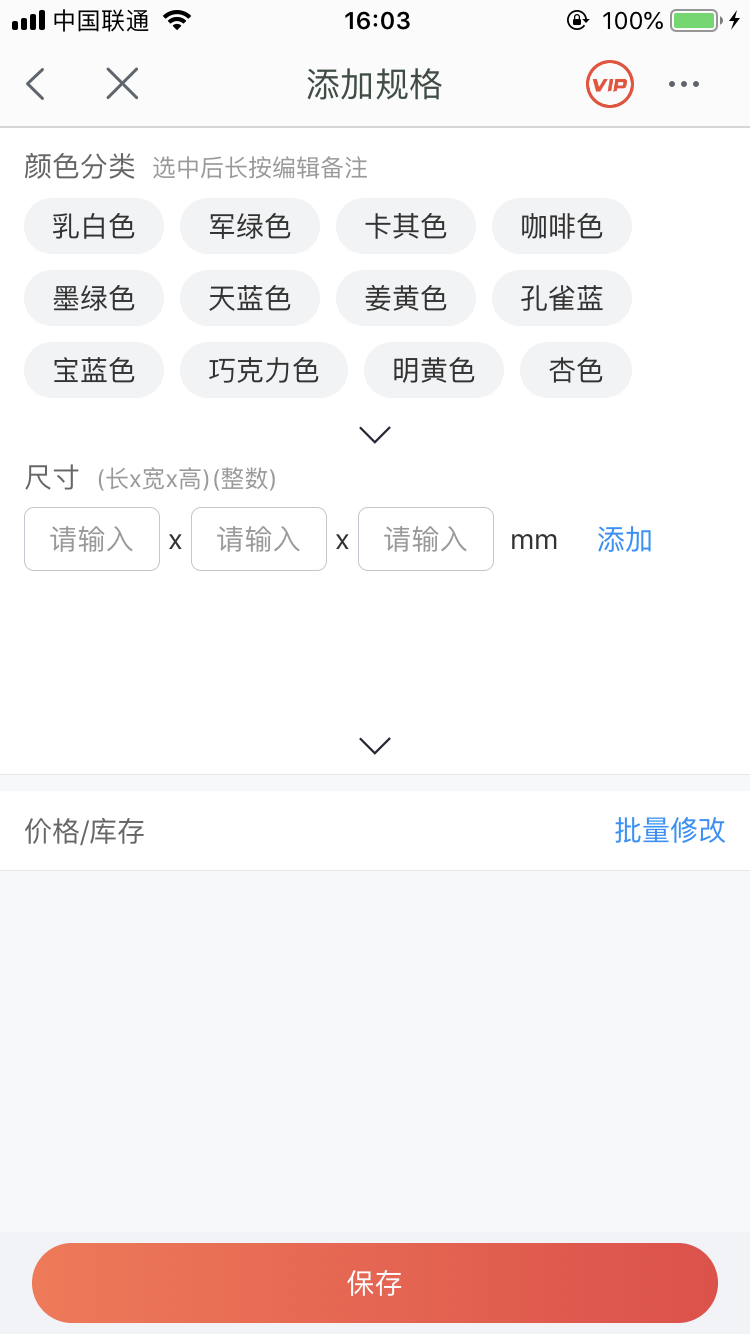 中国联通 16:03 100%
添加规格 VIP
颜色分类 选中后长按编辑备注
乳白色 军绿色 卡其色 咖啡色
墨绿色 天蓝色 姜黄色 孔雀蓝
宝蓝色 巧克力色 明黄色 杏色
尺寸 (长x宽x高)(整数)
请输入 x 请输入 x 请输入 mm 添加
价格/库存 批量修改
保存